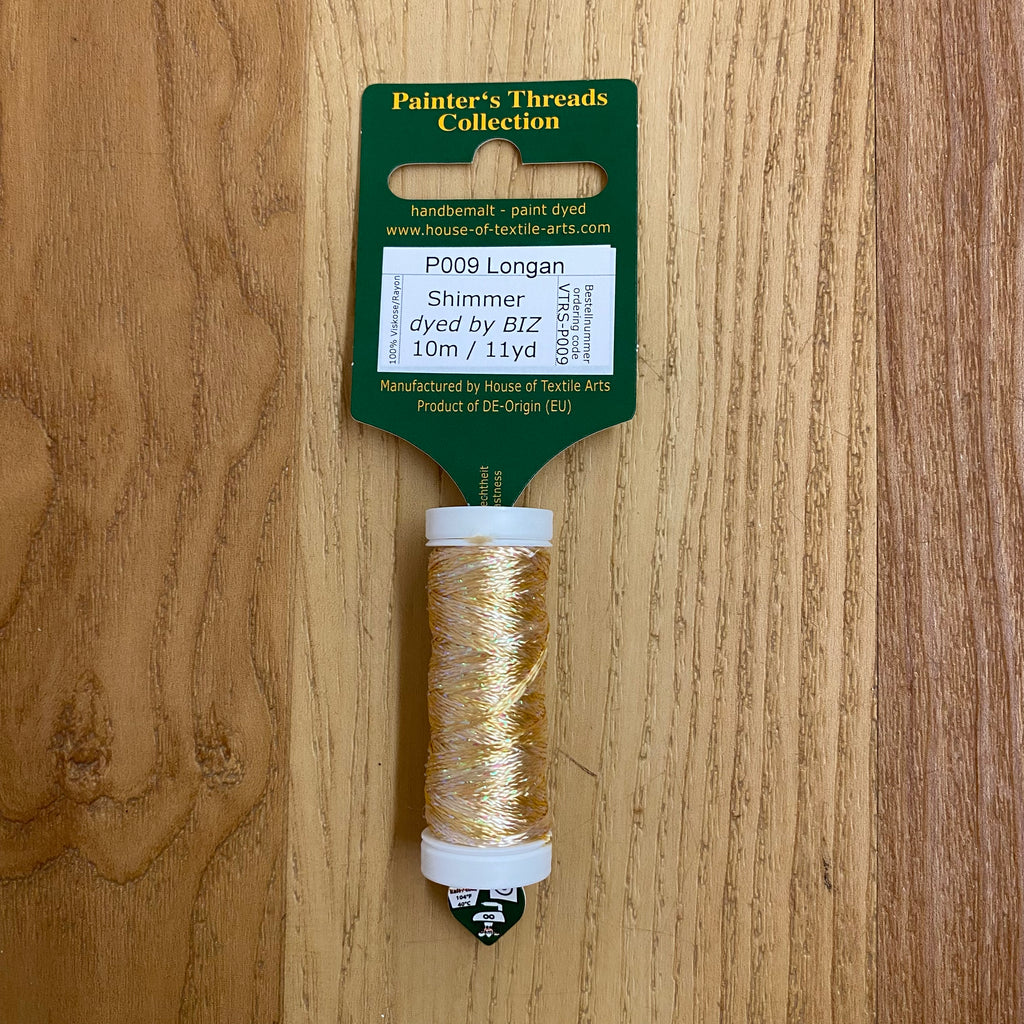 Painter‘s Threads
Collection
handbemalt - paint dyed
www.house-of-textile-arts.com
P009 Longan
100% Viskose/Rayon
Shimmer
dyed by BIZ
10m / 11yd
Bestellnummer
ordering code
VTRS-P009
Manufactured by House of Textile Arts
Product of DE-Origin (EU)
104°F
40°C